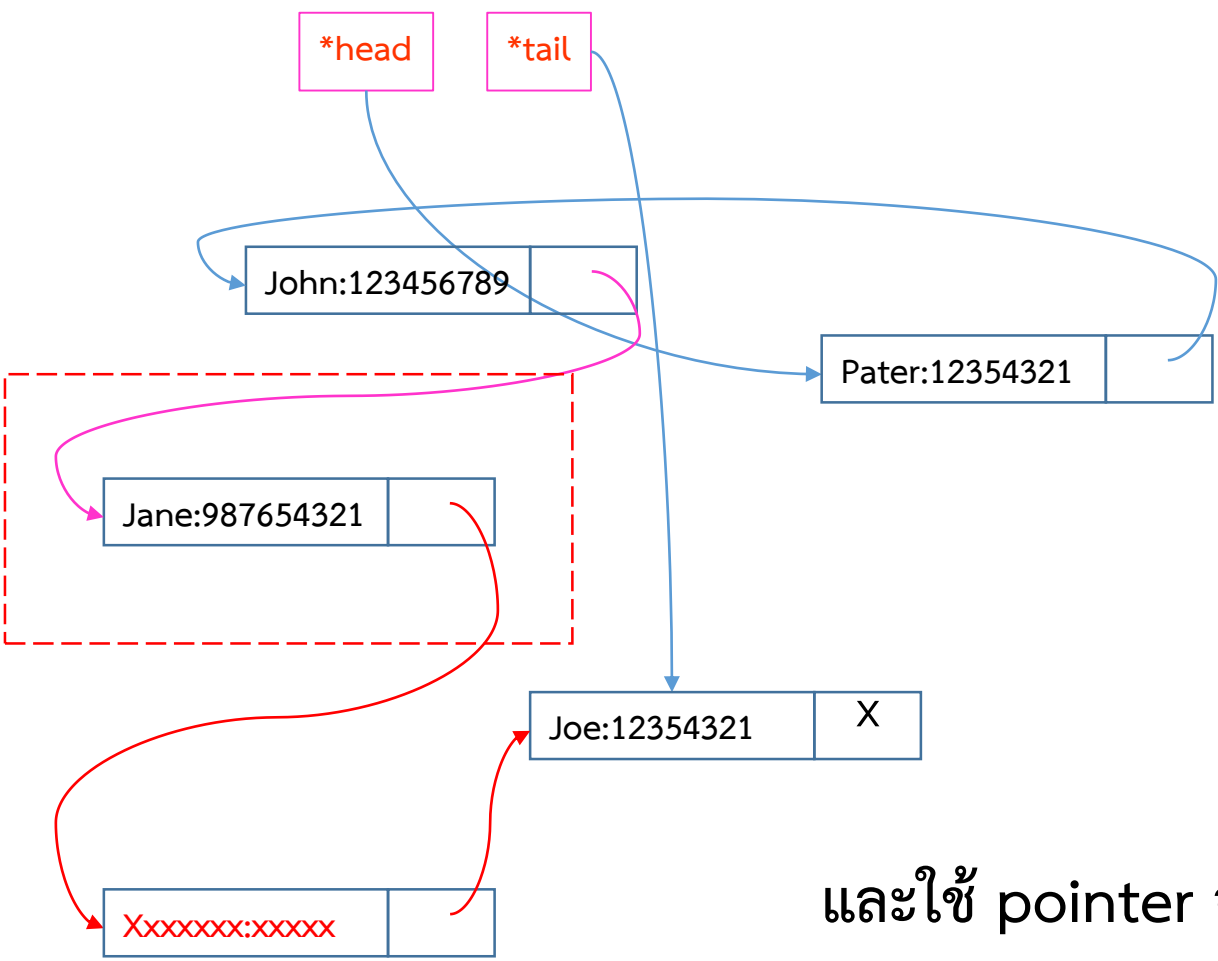 *head
*tail
John:123456789
Pater:12354321
Jane:987654321
Joe:12354321
X
Xxxxxxx:xxxxx
และใช้ pointer